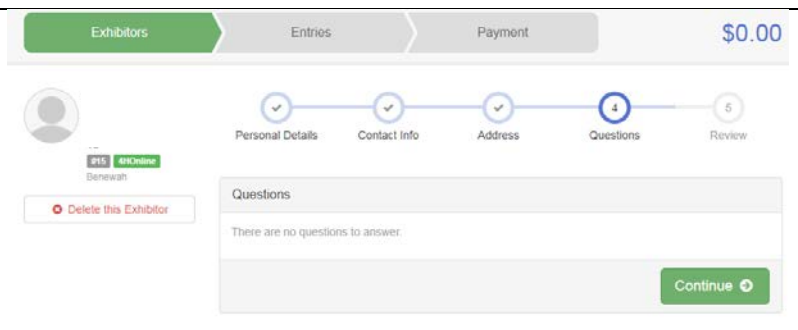 Exhibitors Entries Payment $0.00
4 5
Personal Details Contact Info Address Questions Review
#15 4HOnline
Benewah
Delete this Exhibitor
Questions
There are no questions to answer.
Continue